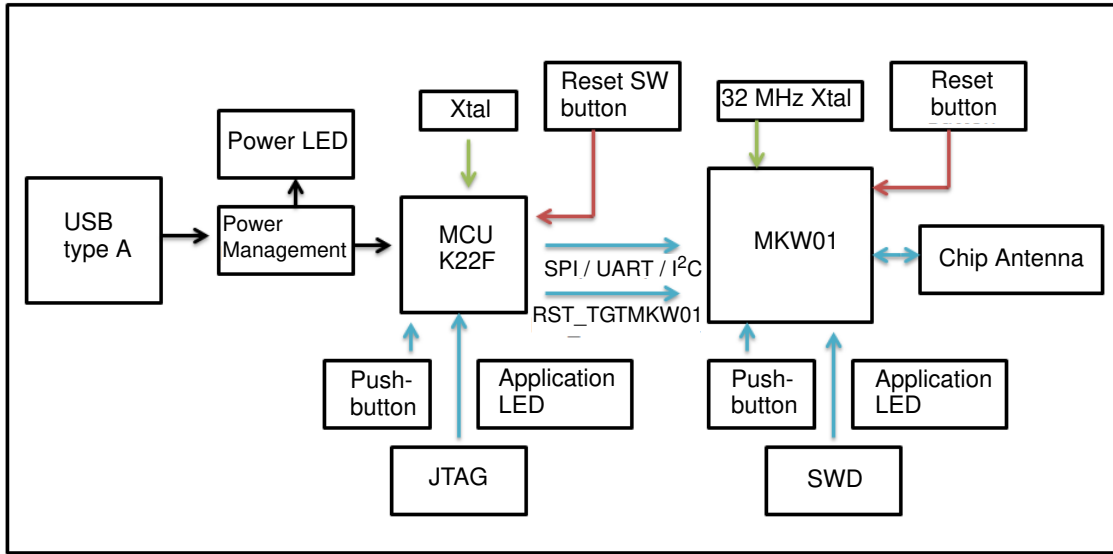 Reset SW
button
Reset
button
Xtal
32 MHz Xtal
Power LED
USB
type A
Power
Management
MCU
K22F
MKW01
Chip Antenna
SPI / UART / I²C
RST_TGTMKW01
Push-
button
Application
LED
Push-
button
Application
LED
JTAG
SWD